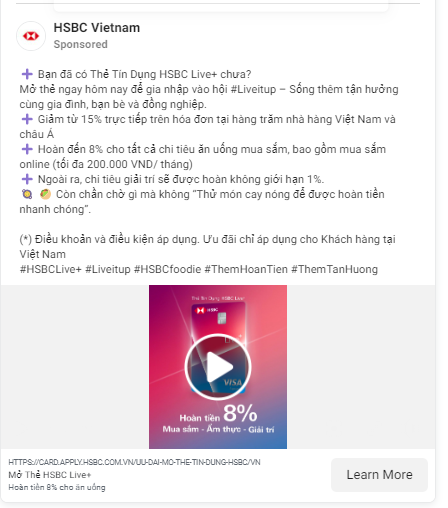 HSBC Vietnam
Sponsored
Bạn đã có Thẻ Tín Dụng HSBC Live+ chưa?
Mở thẻ ngay hôm nay để gia nhập vào hội #Liveitup – Sống thêm tận hưởng
cùng gia đình, bạn bè và đồng nghiệp.
Giảm từ 15% trực tiếp trên hóa đơn tại hàng trăm nhà hàng Việt Nam và
châu Á
Hoàn đến 8% cho tất cả chi tiêu ăn uống mua sắm, bao gồm mua sắm
online (tối đa 200.000 VND/ tháng)
Ngoài ra, chi tiêu giải trí sẽ được hoàn không giới hạn 1%.
Còn chần chờ gì mà không “Thử món cay nóng để được hoàn tiền
nhanh chóng”.
(*) Điều khoản và điều kiện áp dụng. Ưu đãi chỉ áp dụng cho Khách hàng tại
Việt Nam
#HSBCLive+ #Liveitup #HSBCfoodie #ThemHoanTien #ThemTanHuong
Thẻ Tín Dụng HSBC Live+
HSBC
Live+
VISA
Hoàn tiền 8%
Mua sắm - Ẩm thực - Giải trí
HTTPS://CARD.APPLY.HSBC.COM.VN/UU-DAI-MO-THE-TIN-DUNG-HSBC/VN
Mở Thẻ HSBC Live+
Hoàn tiền 8% cho ăn uống
Learn More